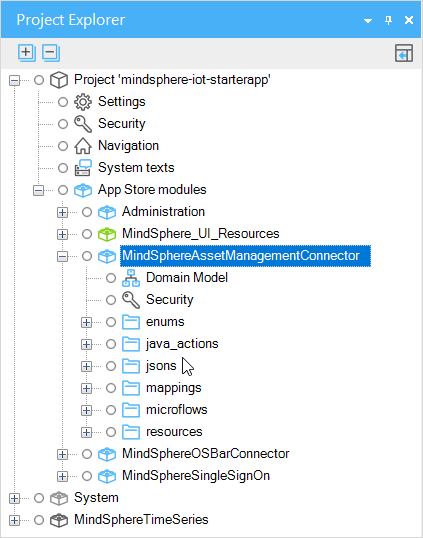 Project Explorer
Project 'mindsphere-iot-starterapp'
Settings
Security
Navigation
System texts
App Store modules
Administration
MindSphere_UI_Resources
MindSphereAssetManagementConnector
Domain Model
Security
enums
java_actions
jsons
mappings
microflows
resources
MindSphereOSBarConnector
MindSphereSingleSignOn
System
MindSphereTimeSeries